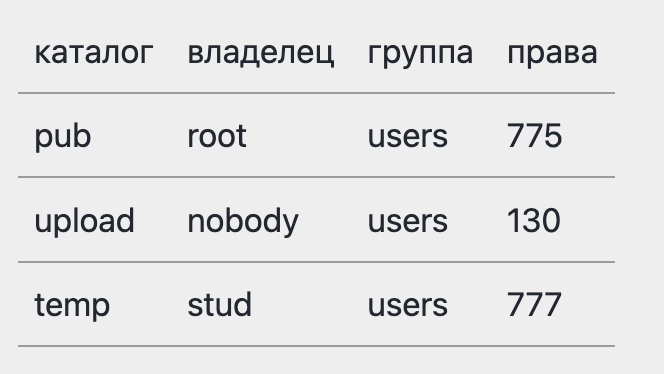 каталог владелец группа права
pub root users 775
upload nobody users 130
temp stud users 777